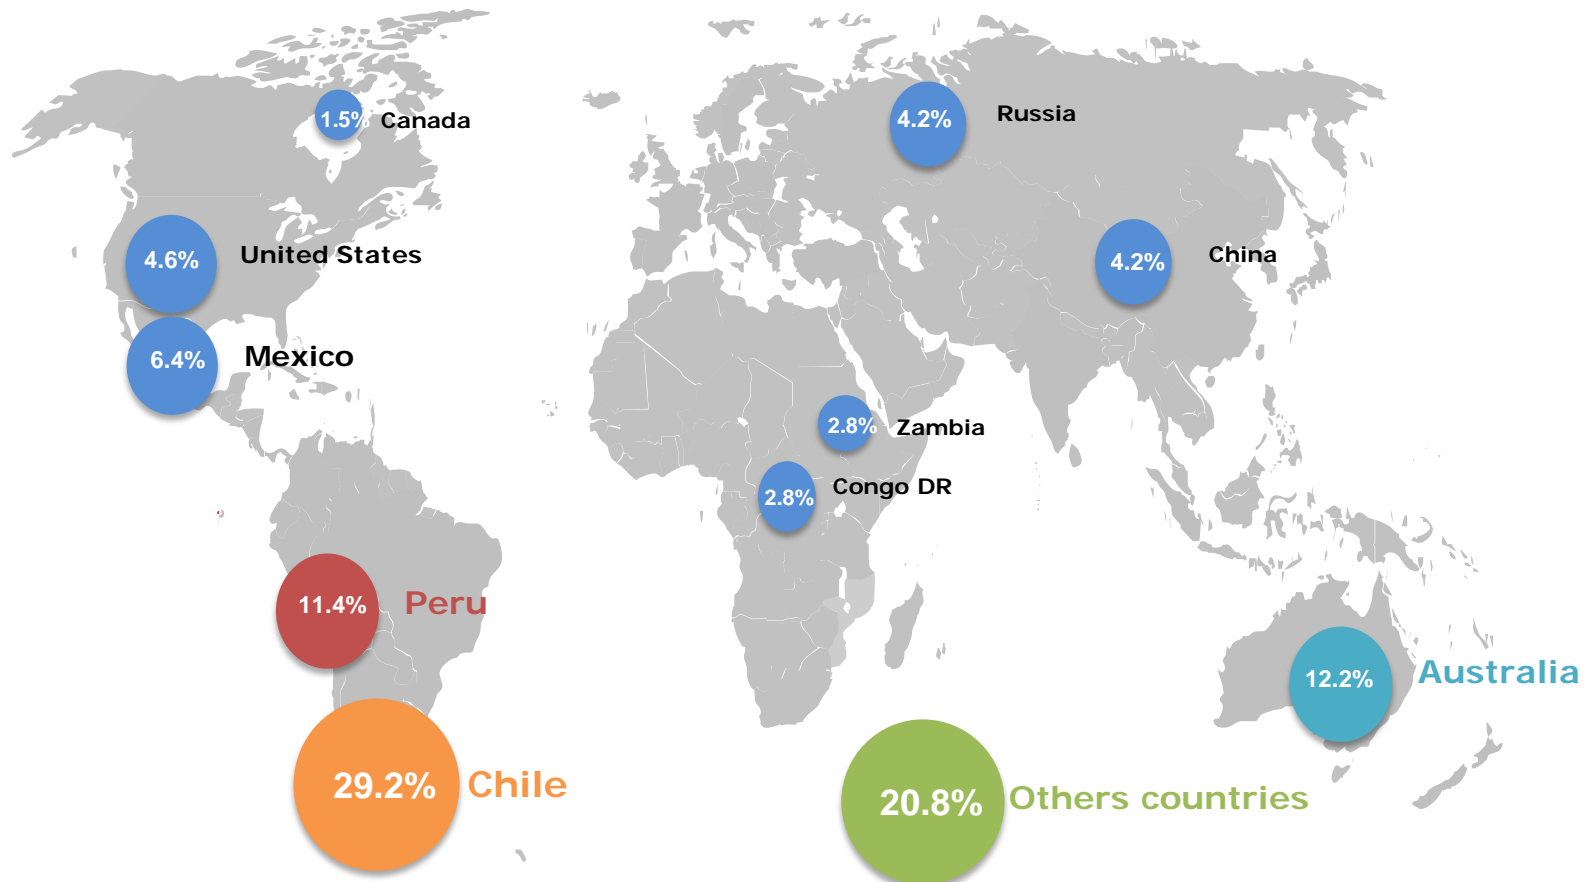 1.5% Canada
4.2% Russia
4.6% United States
4.2% China
6.4% Mexico
2.8% Zambia
2.8% Congo DR
11.4% Peru
12.2% Australia
29.2% Chile
20.8% Others countries